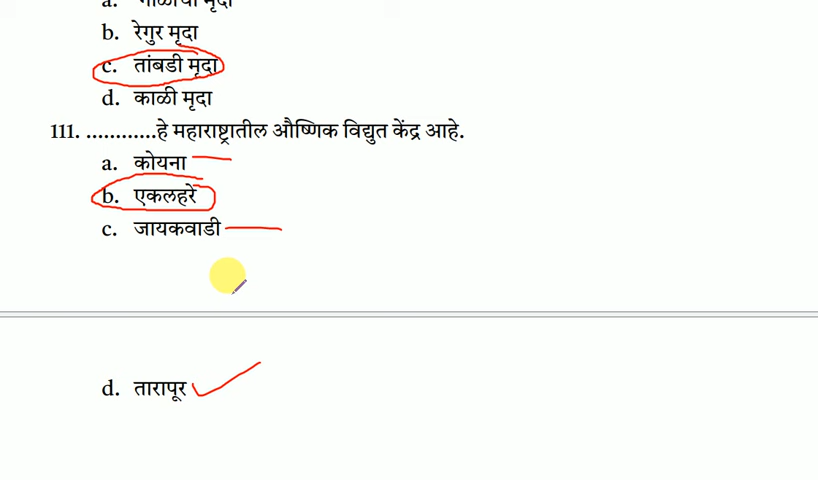 b. रेगुर मृदा
c. तांबडी मृदा
d. काळी मृदा
111. ............हे महाराष्ट्रातील औष्णिक विद्युत केंद्र आहे.
a. कोयना
b. एकलहरे
c. जायकवाडी
d. तारापूर